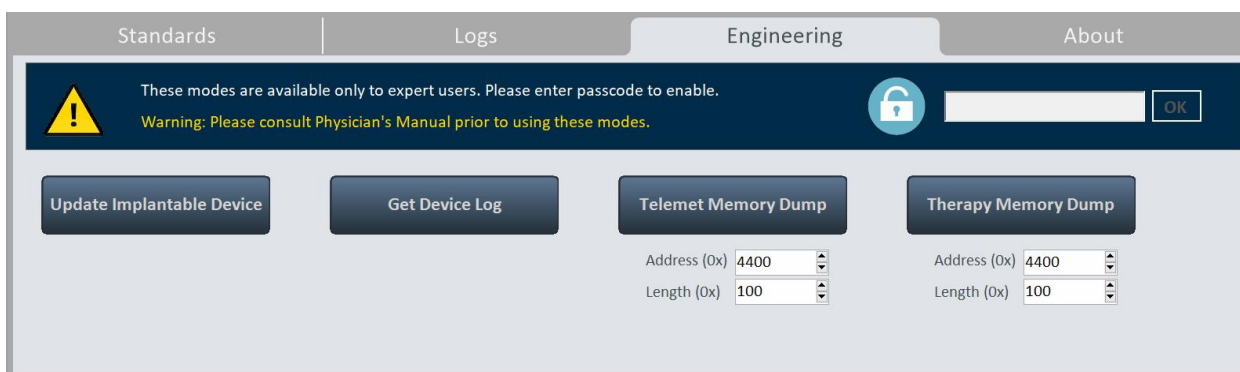 Standards Logs Engineering About
These modes are available only to expert users. Please enter passcode to enable.
Warning: Please consult Physician's Manual prior to using these modes.
OK
Update Implantable Device Get Device Log Telemet Memory Dump Therapy Memory Dump
Address (0x) 4400 Address (0x) 4400
Length (0x) 100 Length (0x) 100